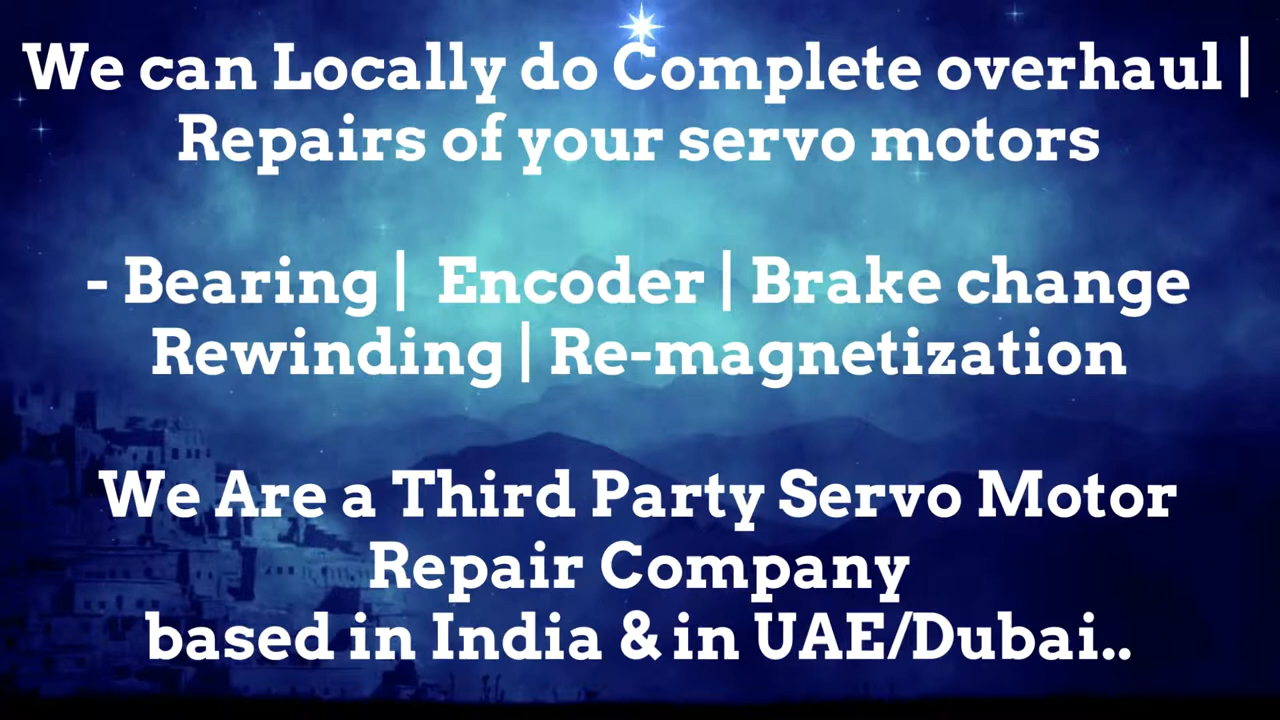 We can Locally do Complete overhaul |
Repairs of your servo motors
- Bearing | Encoder | Brake change
Rewinding | Re-magnetization
We Are a Third Party Servo Motor
Repair Company
based in India & in UAE/Dubai..